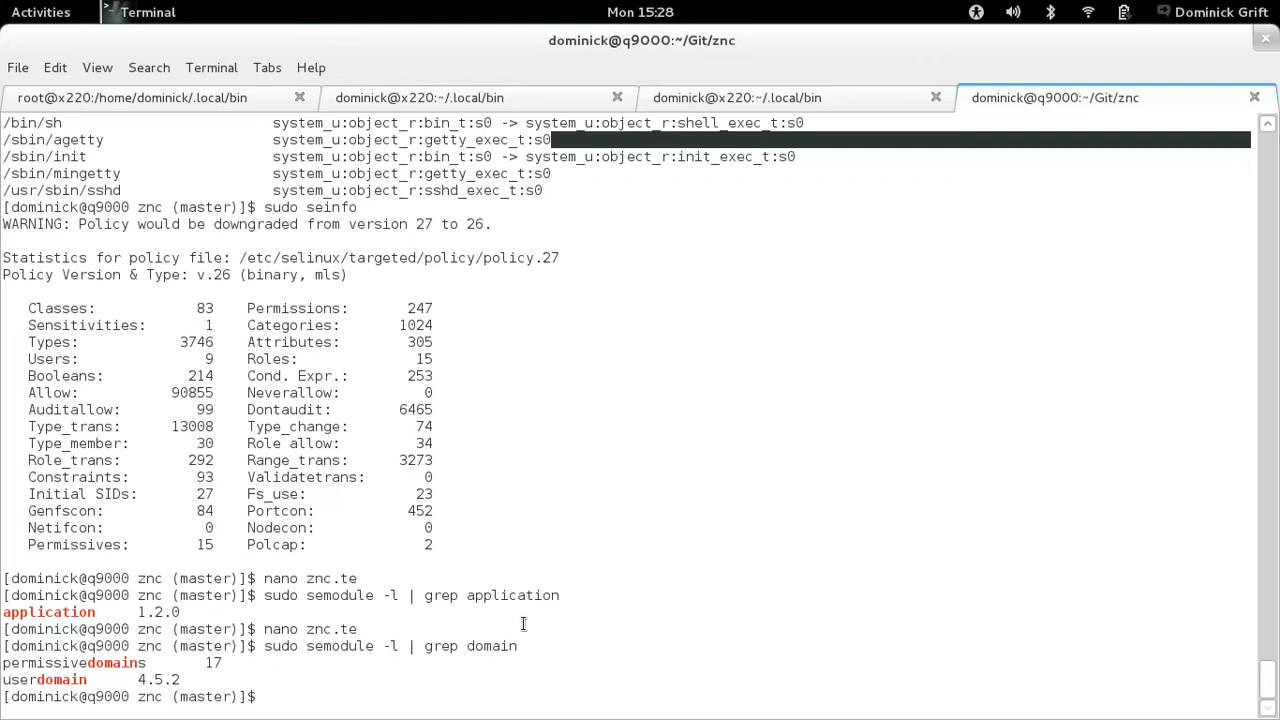 Activities Terminal Mon 15:28 Dominick Grift
dominick@q9000:~/Git/znc
File Edit View Search Terminal Tabs Help
root@x220:/home/dominick/.local/bin dominick@x220:~/.local/bin dominick@x220:~/.local/bin dominick@q9000:~/Git/znc
/bin/sh system_u:object_r:bin_t:s0 -> system_u:object_r:shell_exec_t:s0
/sbin/agetty system_u:object_r:getty_exec_t:s0
/sbin/init system_u:object_r:bin_t:s0 -> system_u:object_r:init_exec_t:s0
/sbin/mingetty system_u:object_r:getty_exec_t:s0
/usr/sbin/sshd system_u:object_r:sshd_exec_t:s0
[dominick@q9000 znc (master)]$ sudo seinfo
WARNING: Policy would be downgraded from version 27 to 26.
Statistics for policy file: /etc/selinux/targeted/policy/policy.27
Policy Version & Type: v.26 (binary, mls)
Classes: 83 Permissions: 247
Sensitivities: 1 Categories: 1024
Types: 3746 Attributes: 305
Users: 9 Roles: 15
Booleans: 214 Cond. Expr.: 253
Allow: 90855 Neverallow: 0
Auditallow: 99 Dontaudit: 6465
Type_trans: 13008 Type_change: 74
Type_member: 30 Role allow: 34
Role_trans: 292 Range_trans: 3273
Constraints: 93 Validatetrans: 0
Initial SIDs: 27 Fs_use: 23
Genfscon: 84 Portcon: 452
Netifcon: 0 Nodecon: 0
Permissives: 15 Polcap: 2
[dominick@q9000 znc (master)]$ nano znc.te
[dominick@q9000 znc (master)]$ sudo semodule -l | grep application
application 1.2.0
[dominick@q9000 znc (master)]$ nano znc.te
[dominick@q9000 znc (master)]$ sudo semodule -l | grep domain
permissivedomains 17
userdomain 4.5.2
[dominick@q9000 znc (master)]$